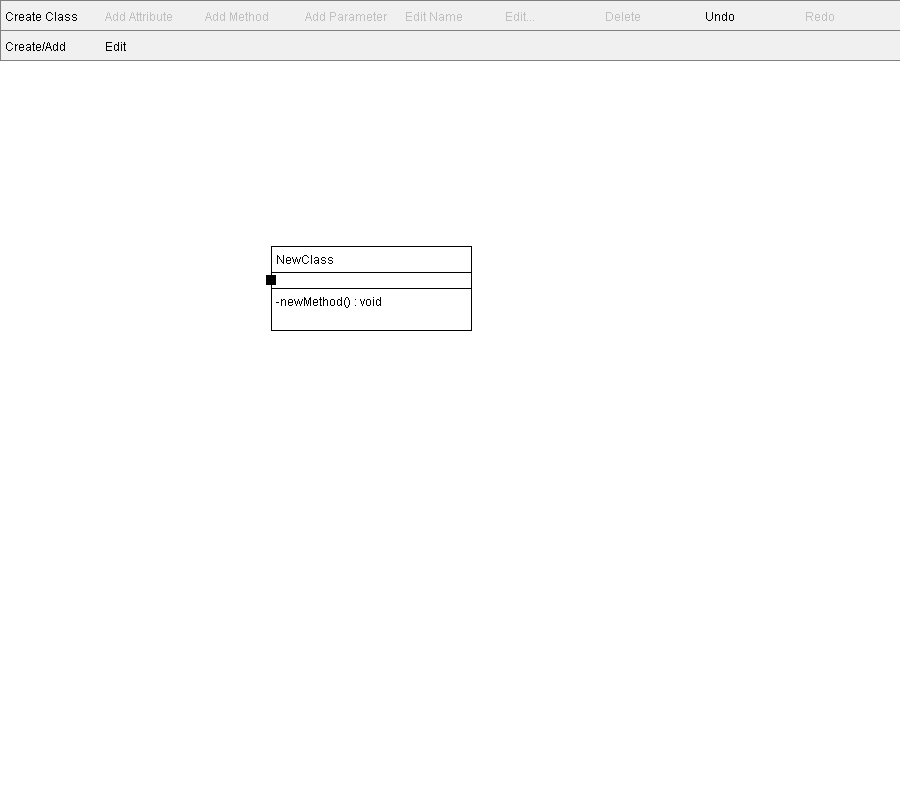 Create Class Add Attribute Add Method Add Parameter Edit Name Edit... Delete Undo Redo
Create/Add Edit
NewClass
-newMethod() : void